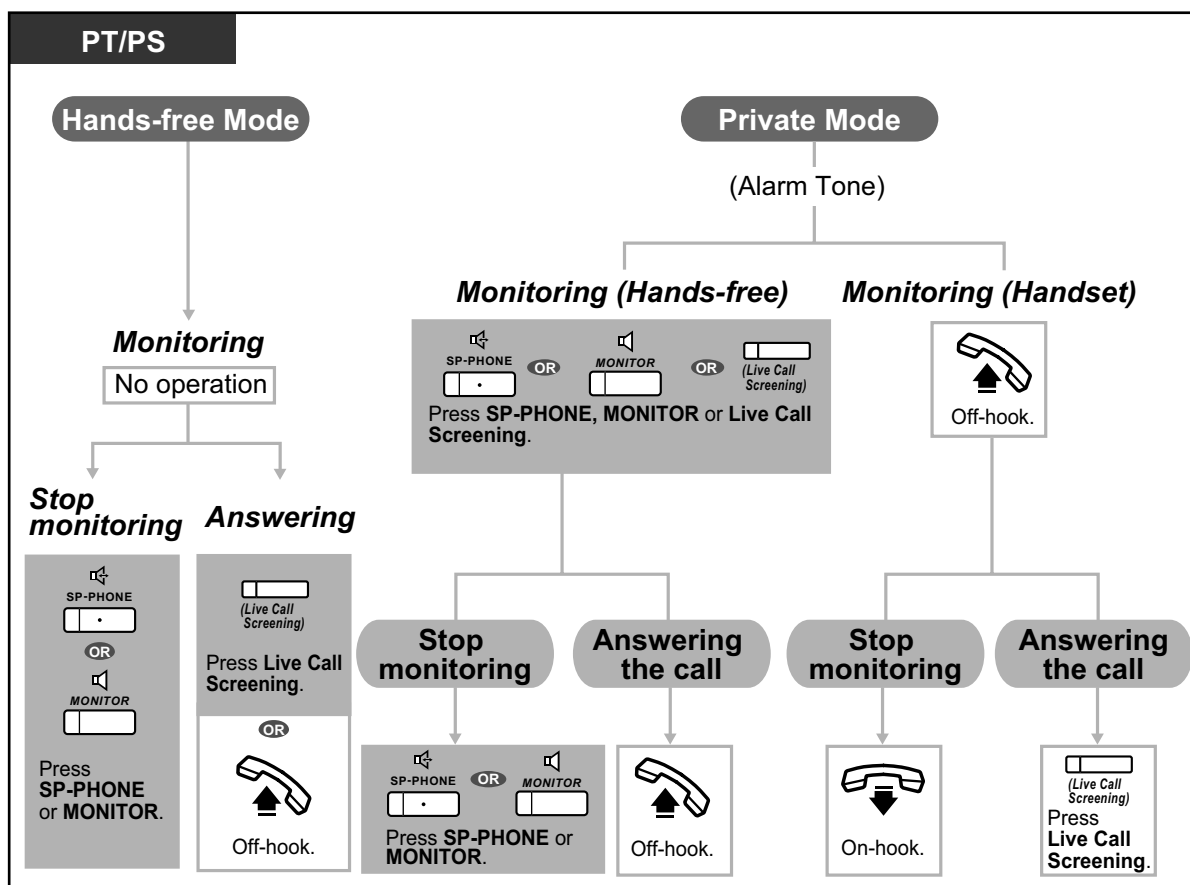 PT/PS
Hands-free Mode
Monitoring
No operation
Stop
monitoring
SP-PHONE
OR
MONITOR
Press
SP-PHONE
or MONITOR.
Answering
(Live Call
Screening)
Press Live Call
Screening.
OR
Off-hook.
Private Mode
(Alarm Tone)
Monitoring (Hands-free)
SP-PHONE
OR
MONITOR
OR
(Live Call
Screening)
Press SP-PHONE, MONITOR or Live Call
Screening.
Stop
monitoring
SP-PHONE
OR
MONITOR
Press SP-PHONE or
MONITOR.
Answering
the call
Off-hook.
Monitoring (Handset)
Off-hook.
Stop
monitoring
On-hook.
Answering
the call
(Live Call
Screening)
Press
Live Call
Screening.